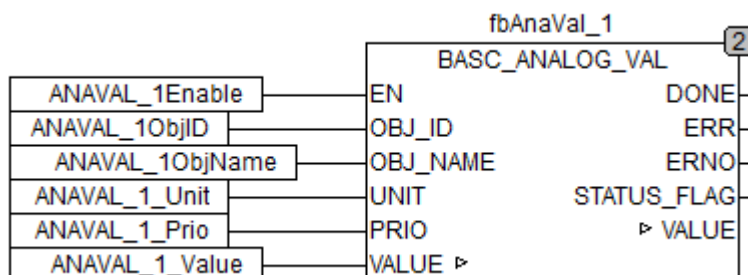 fbAnaVal_1
2
BASC_ANALOG_VAL
ANAVAL_1Enable EN DONE
ANAVAL_1ObjID OBJ_ID ERR
ANAVAL_1ObjName OBJ_NAME ERNO
ANAVAL_1_Unit UNIT STATUS_FLAG
ANAVAL_1_Prio PRIO VALUE
ANAVAL_1_Value VALUE